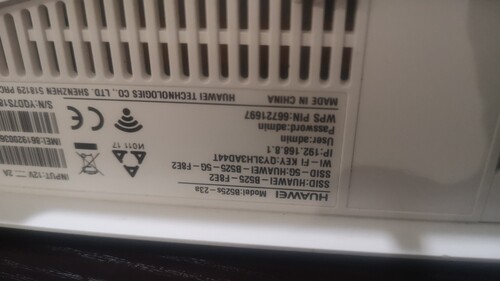 HUAWEI Model:B525s-23a
SSID:HUAWEI-B525-F8E2
SSID-5G:HUAWEI-B525-5G-F8E2
WI-FI KEY:QY3LH3AD44T
IP:192.168.8.1
User:admin
Password:admin
WPS PIN:66721697
MADE IN CHINA
HUAWEI TECHNOLOGIES CO., LTD. SHENZHEN 518129 PRC
INPUT:12V 2A